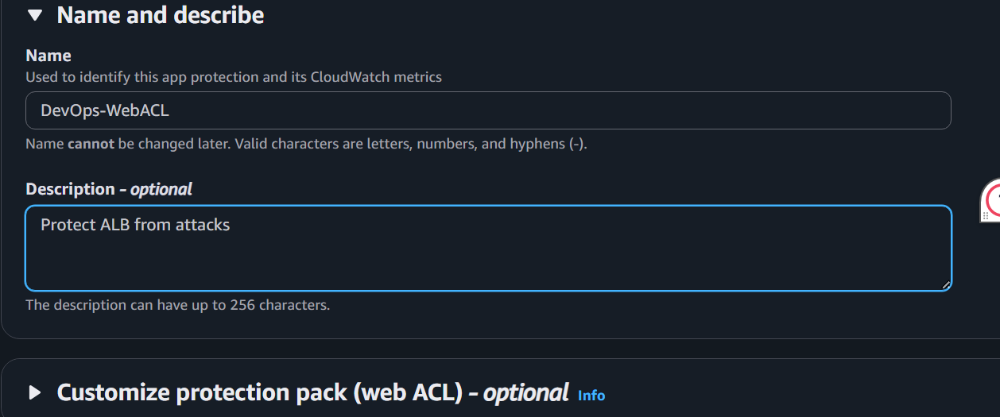 Name and describe
Name
Used to identify this app protection and its CloudWatch metrics
DevOps-WebACL
Name cannot be changed later. Valid characters are letters, numbers, and hyphens (-).
Description - optional
Protect ALB from attacks
The description can have up to 256 characters.
Customize protection pack (web ACL) - optional Info